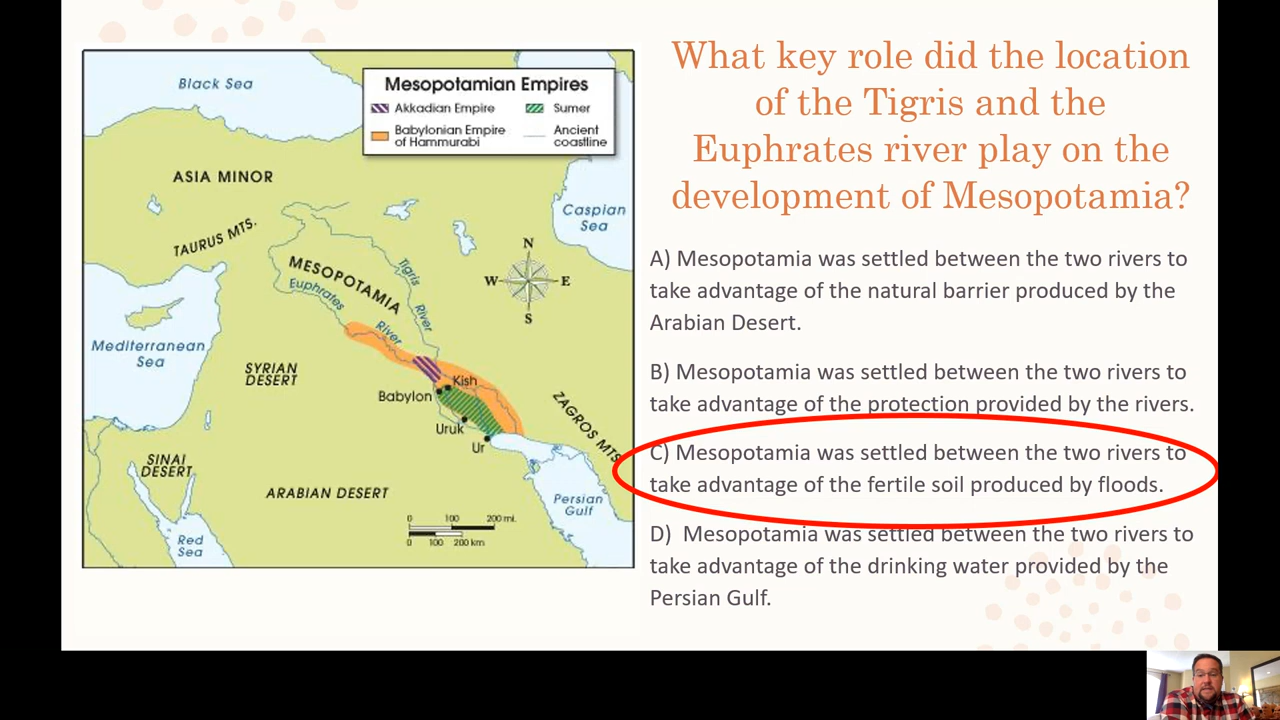 What key role did the location
of the Tigris and the
Euphrates river play on the
development of Mesopotamia?
A) Mesopotamia was settled between the two rivers to
take advantage of the natural barrier produced by the
Arabian Desert.
B) Mesopotamia was settled between the two rivers to
take advantage of the protection provided by the rivers.
C) Mesopotamia was settled between the two rivers to
take advantage of the fertile soil produced by floods.
D) Mesopotamia was settled between the two rivers to
take advantage of the drinking water provided by the
Persian Gulf.
Mesopotamian Empires
Akkadian Empire
Sumer
Babylonian Empire
of Hammurabi
Ancient
coastline
Black Sea
ASIA MINOR
Caspian
Sea
TAURUS MTS.
N
W
E
S
MESOPOTAMIA
Tigris
River
Euphrates
River
Mediterranean
Sea
SYRIAN
DESERT
Kish
Babylon
Uruk
Ur
ZAGROS MTS.
SINAI
DESERT
ARABIAN DESERT
Persian
Gulf
Red
Sea
0 100 200 mi.
0 100 200 km